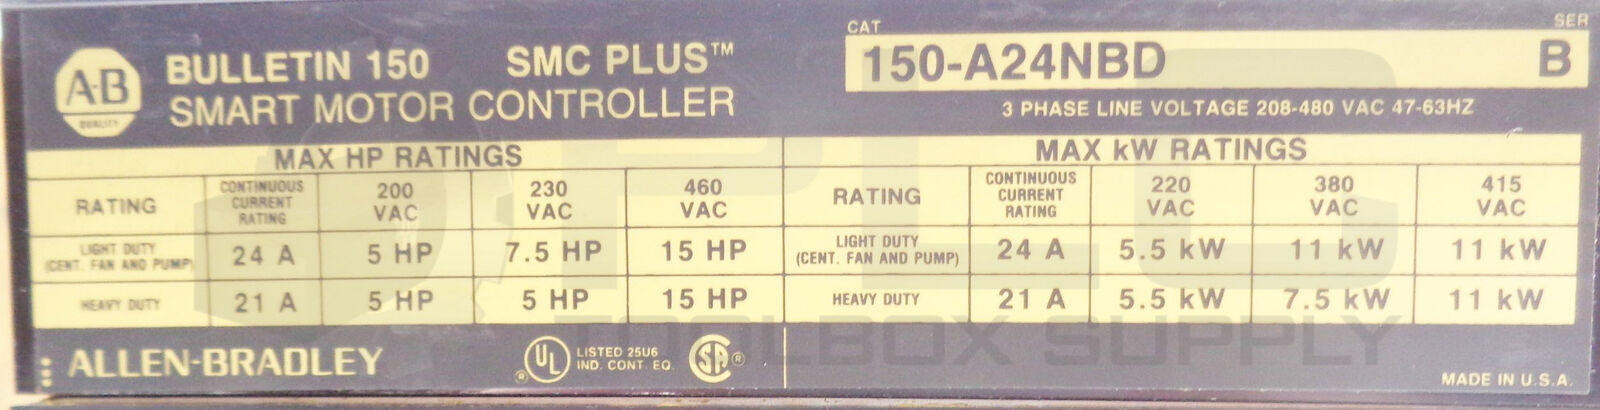 CAT
SER
A-B
QUALITY
BULLETIN 150 SMC PLUS™
SMART MOTOR CONTROLLER
150-A24NBD B
3 PHASE LINE VOLTAGE 208-480 VAC 47-63HZ
MAX HP RATINGS
RATING
CONTINUOUS
CURRENT
RATING
200
VAC
230
VAC
460
VAC
LIGHT DUTY
(CENT. FAN AND PUMP)
24 A 5 HP 7.5 HP 15 HP
HEAVY DUTY 21 A 5 HP 5 HP 15 HP
MAX kW RATINGS
RATING
CONTINUOUS
CURRENT
RATING
220
VAC
380
VAC
415
VAC
LIGHT DUTY
(CENT. FAN AND PUMP)
24 A 5.5 kW 11 kW 11 kW
HEAVY DUTY 21 A 5.5 kW 7.5 kW 11 kW
ALLEN-BRADLEY
UL ®
LISTED 25U6
IND. CONT. EQ.
SA ®
MADE IN U.S.A.
PLC
TOOLBOX SUPPLY